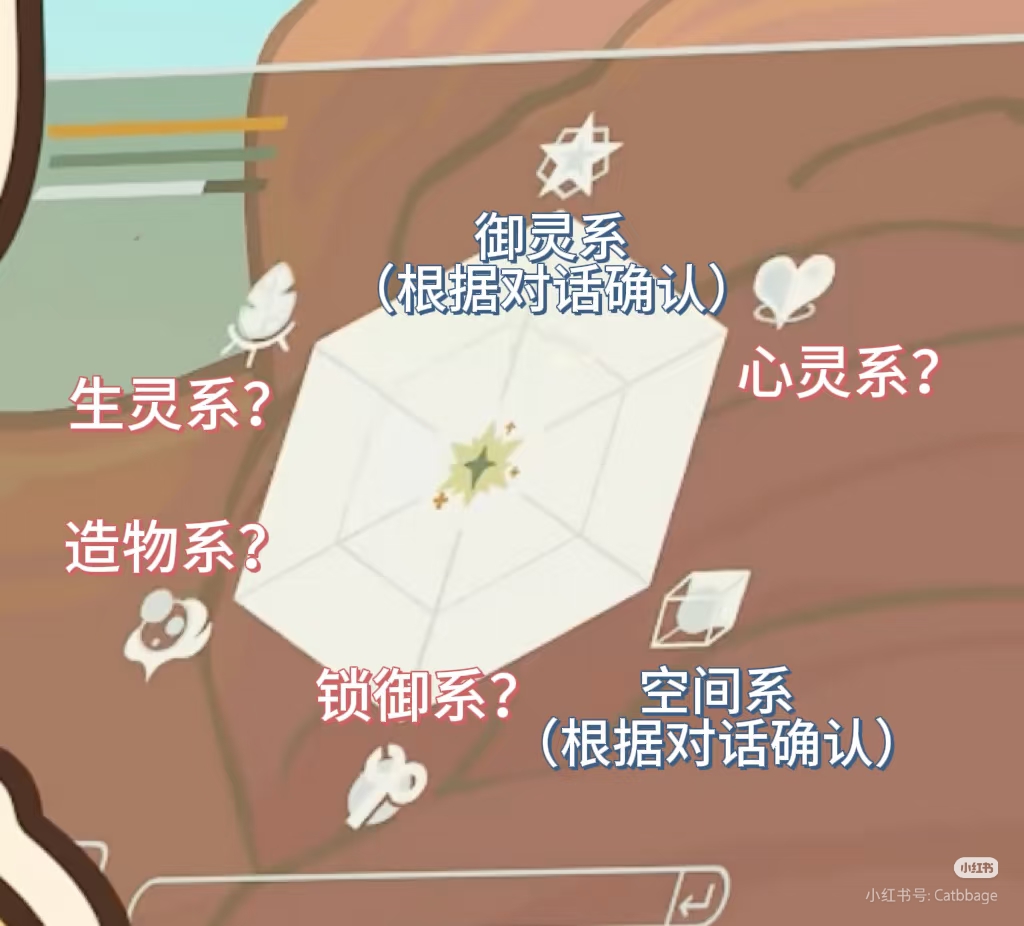 御灵系
（根据对话确认）
心灵系？
生灵系？
造物系？
锁御系？
空间系
（根据对话确认）
小红书
小红书号: Catbbage